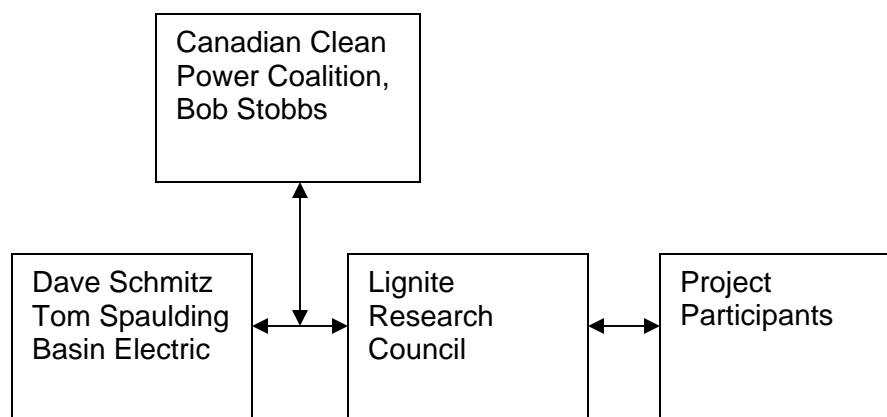 Canadian Clean
Power Coalition,
Bob Stobbs
Dave Schmitz
Tom Spaulding
Basin Electric
Lignite
Research
Council
Project
Participants